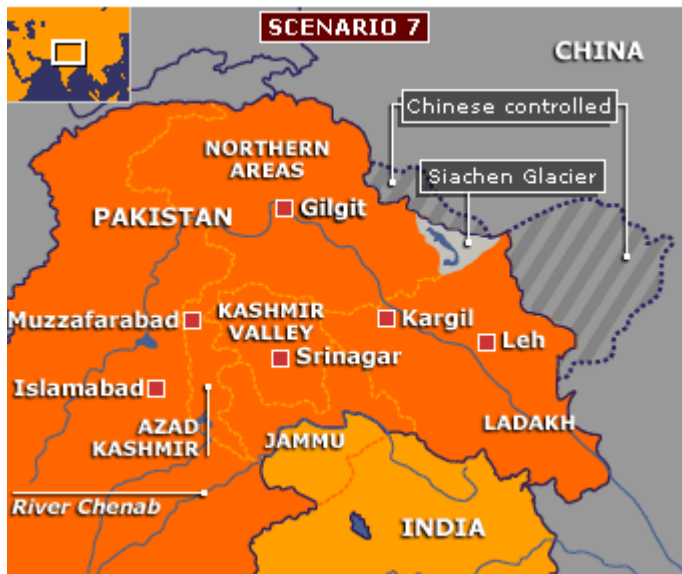 SCENARIO 7
CHINA
Chinese controlled
NORTHERN
AREAS
Siachen Glacier
PAKISTAN
Gilgit
Muzzafarabad
KASHMIR
VALLEY
Kargil
Srinagar
Leh
Islamabad
AZAD
KASHMIR
JAMMU
LADAKH
River Chenab
INDIA